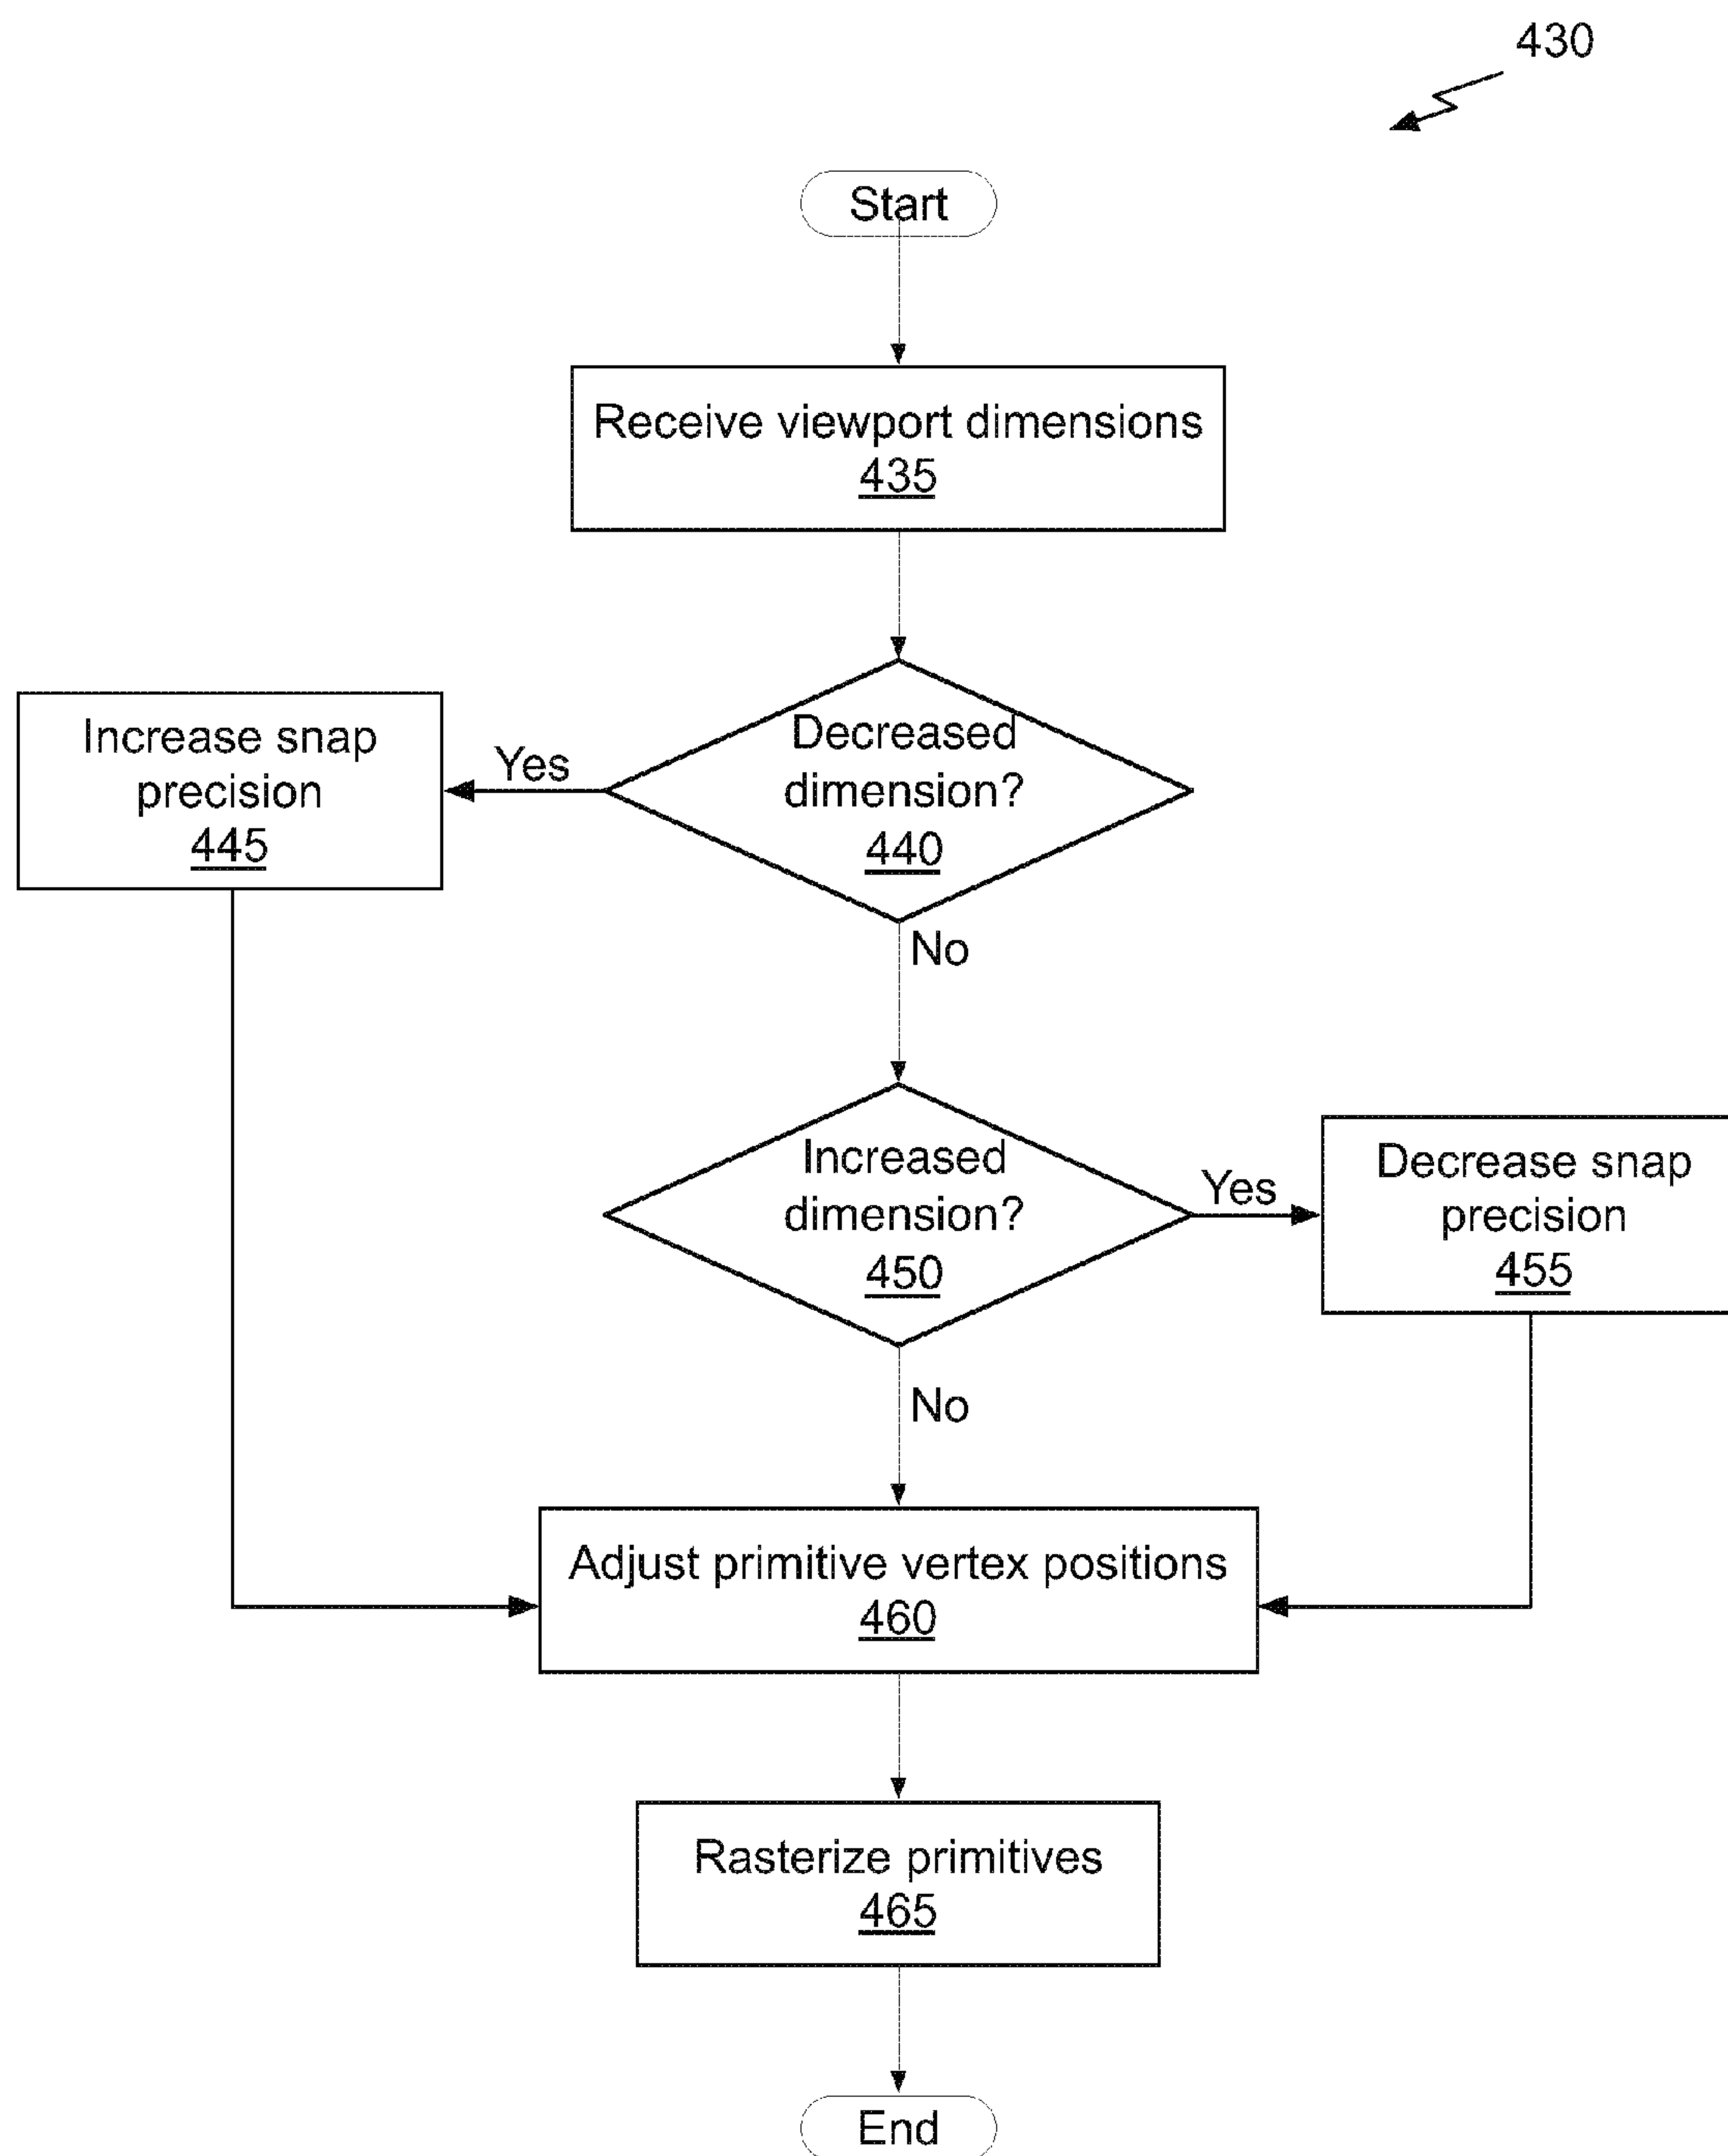 430
Start
Receive viewport dimensions
435
Decreased
dimension?
440
Yes
Increase snap
precision
445
No
Increased
dimension?
450
Yes
Decrease snap
precision
455
No
Adjust primitive vertex positions
460
Rasterize primitives
465
End